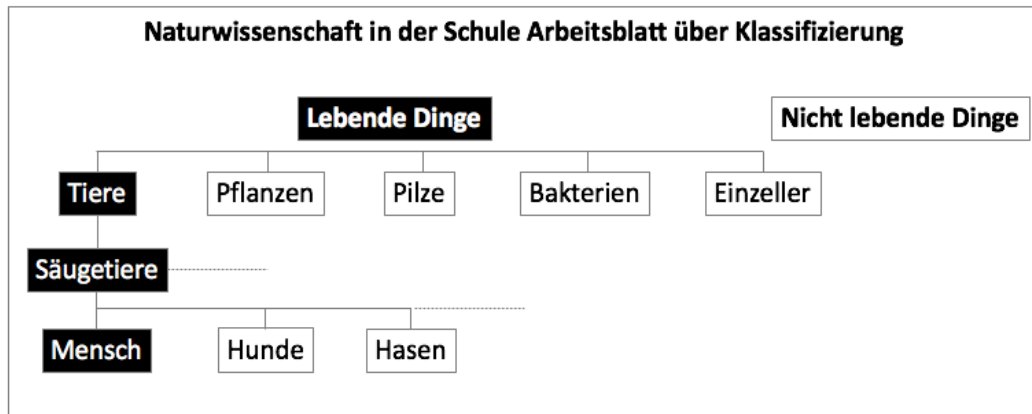 Naturwissenschaft in der Schule Arbeitsblatt über Klassifizierung
Lebende Dinge
Nicht lebende Dinge
Tiere
Pflanzen
Pilze
Bakterien
Einzeller
Säugetiere
Mensch
Hunde
Hasen